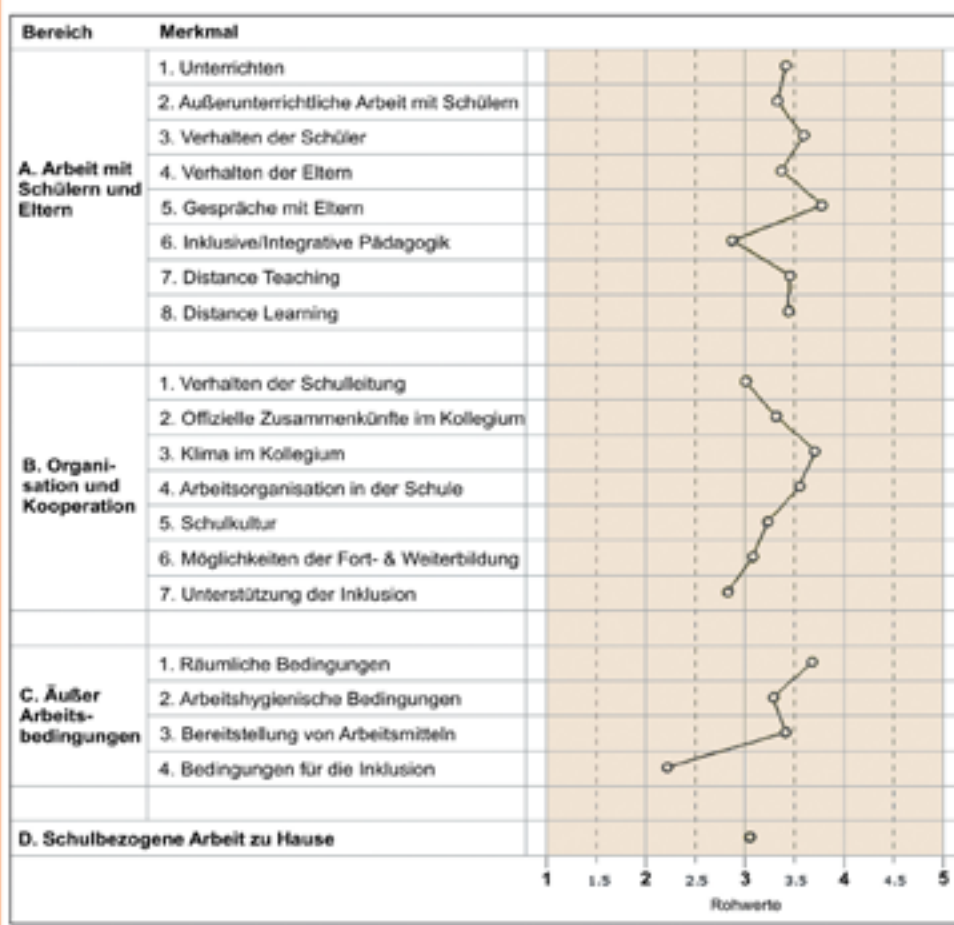 Bereich Merkmal
A. Arbeit mit
Schülern und
Eltern
1. Unterrichten
2. Außerunterrichtliche Arbeit mit Schülern
3. Verhalten der Schüler
4. Verhalten der Eltern
5. Gespräche mit Eltern
6. Inklusive/Integrative Pädagogik
7. Distance Teaching
8. Distance Learning
B. Organi-
sation und
Kooperation
1. Verhalten der Schulleitung
2. Offizielle Zusammenkünfte im Kollegium
3. Klima im Kollegium
4. Arbeitsorganisation in der Schule
5. Schulkultur
6. Möglichkeiten der Fort- & Weiterbildung
7. Unterstützung der Inklusion
C. Äußer
Arbeits-
bedingungen
1. Räumliche Bedingungen
2. Arbeitshygienische Bedingungen
3. Bereitstellung von Arbeitsmitteln
4. Bedingungen für die Inklusion
D. Schulbezogene Arbeit zu Hause
1 1.5 2 2.5 3 3.5 4 4.5 5
Rohwerte